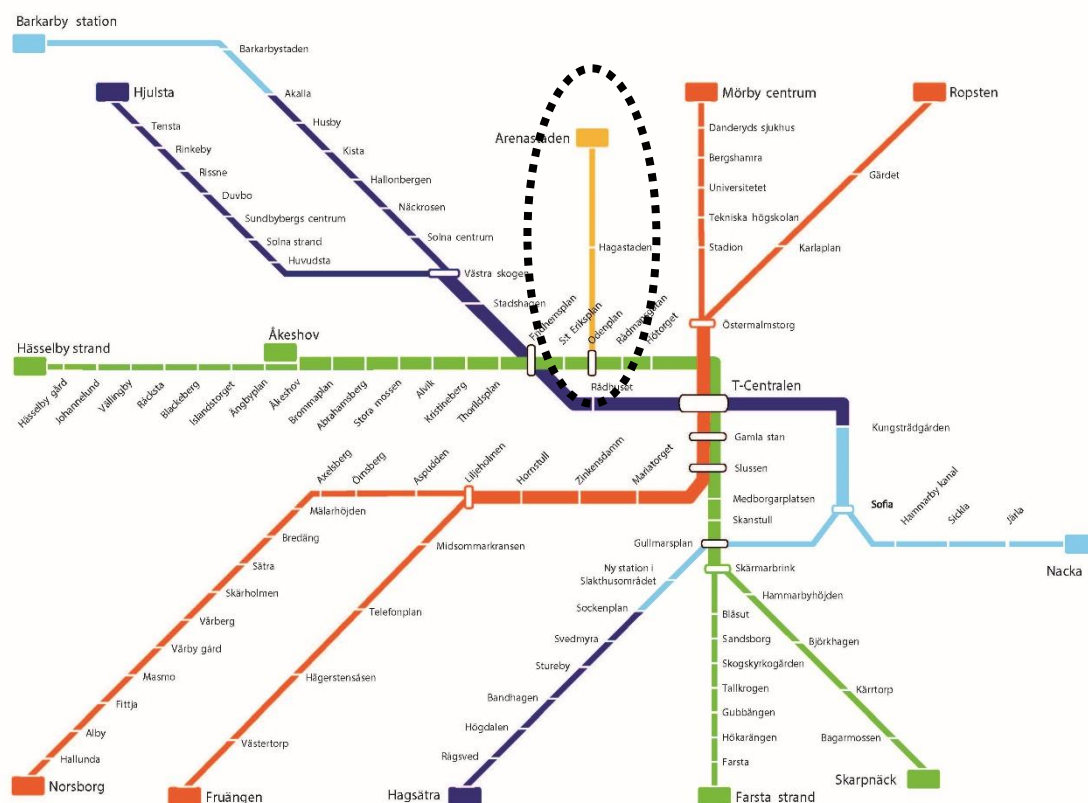 Barkarby station
Barkarbystaden
Hjulsta
Akalla
Tensta
Husby
Rinkeby
Kista
Rissne
Hallonbergen
Duvbo
Näckrosen
Sundbybergs centrum
Solna centrum
Solna strand
Huvudsta
Västra skogen
Stadshagen
Arenastaden
Hagastaden
Mörby centrum
Ropsten
Danderyds sjukhus
Bergshamra
Universitetet
Gärdet
Tekniska högskolan
Stadion
Karlaplan
Östermalmstorg
Fridhemsplan
S:t Eriksplan
Odenplan
Rådmansgatan
Hötorget
Åkeshov
Hässelby strand
Hässelby gård
Johannelund
Vällingby
Råcksta
Blackeberg
Islandstorget
Ängbyplan
Åkeshov
Brommaplan
Abrahamsberg
Stora mossen
Alvik
Kristineberg
Thorildsplan
Rådhuset
T-Centralen
Kungsträdgården
Gamla stan
Slussen
Axelsberg
Örnsberg
Aspudden
Liljeholmen
Hornstull
Zinkensdamm
Mariatorget
Medborgarplatsen
Skanstull
Sofia
Hammarby kanal
Sickla
Järla
Nacka
Mälarhöjden
Bredäng
Sätra
Skärholmen
Vårberg
Vårby gård
Masmo
Fittja
Alby
Hallunda
Norsborg
Midsommarkransen
Telefonplan
Hägerstensåsen
Västertorp
Fruängen
Gullmarsplan
Skärmarbrink
Ny station i
Slakthusområdet
Sockenplan
Svedmyra
Stureby
Bandhagen
Högdalen
Rågsved
Hagsätra
Hammarbyhöjden
Blåsut
Björkhagen
Sandsborg
Skogskyrkogården
Kärrtorp
Tallkrogen
Gubbängen
Hökarängen
Bagarmossen
Farsta
Farsta strand
Skarpnäck